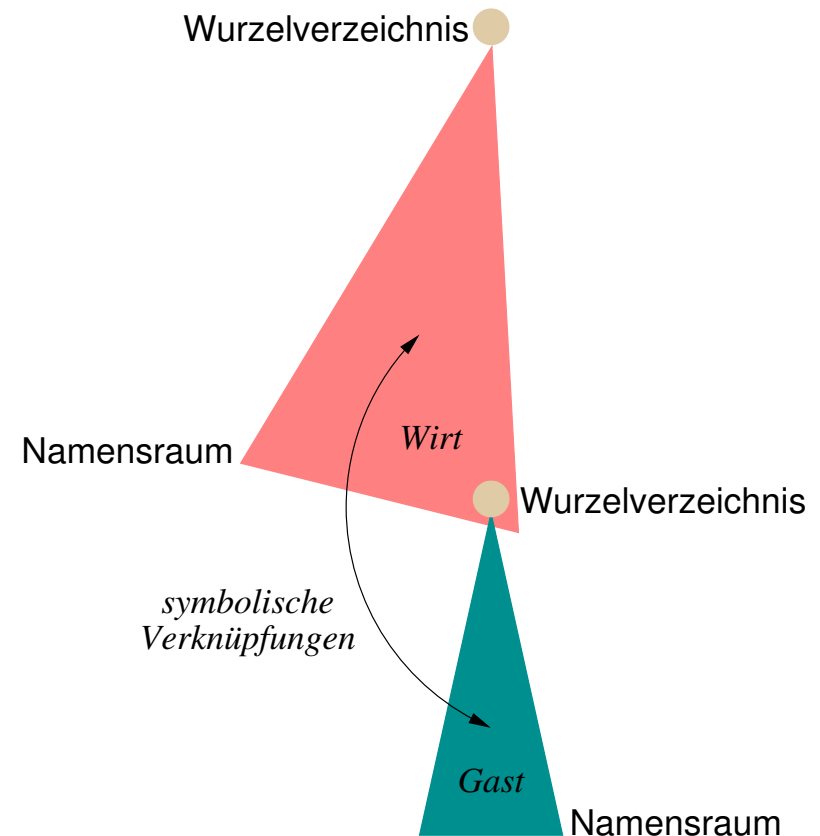 Wurzelverzeichnis
Wirt
Namensraum
Wurzelverzeichnis
symbolische
Verknüpfungen
Gast
Namensraum